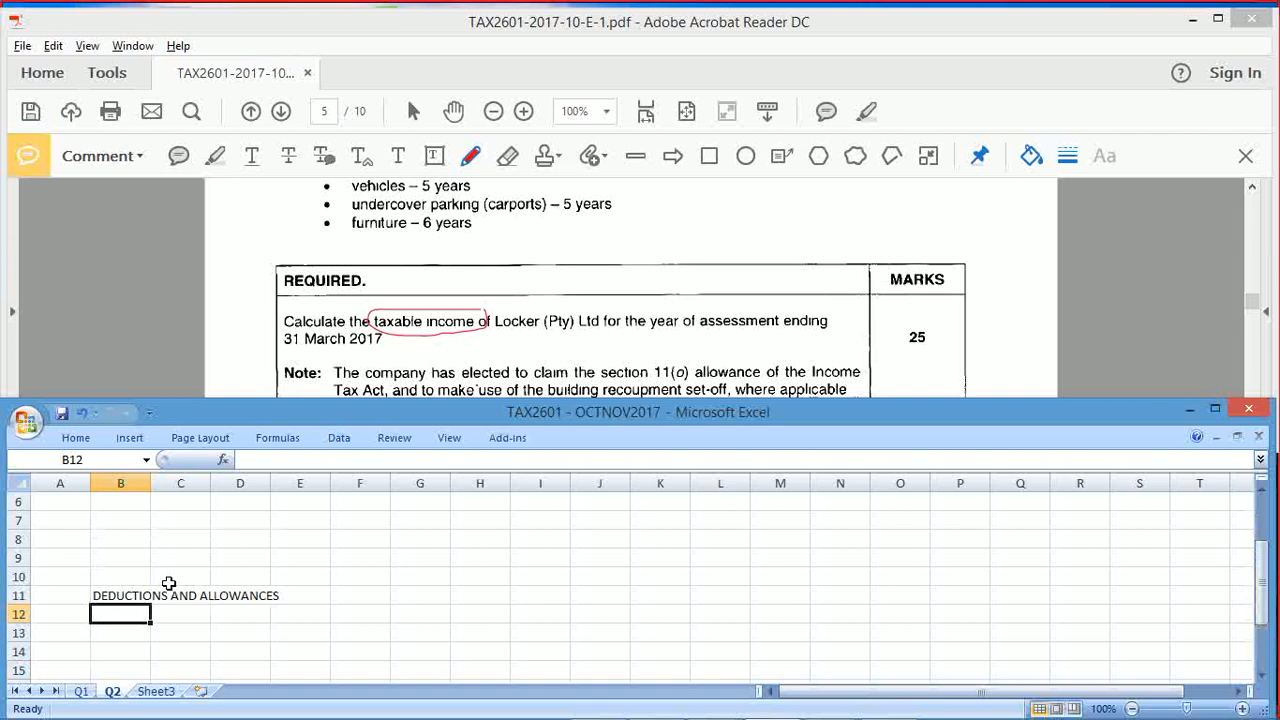 TAX2601-2017-10-E-1.pdf - Adobe Acrobat Reader DC
File Edit View Window Help
Home Tools TAX2601-2017-10... × Sign In
5 / 10 100%
Comment
• vehicles – 5 years
• undercover parking (carports) – 5 years
• furniture – 6 years
REQUIRED. MARKS
Calculate the taxable income of Locker (Pty) Ltd for the year of assessment ending
31 March 2017
25
Note: The company has elected to claim the section 11(o) allowance of the Income
Tax Act, and to make use of the building recoupment set-off, where applicable
TAX2601 - OCTNOV2017 - Microsoft Excel
Home Insert Page Layout Formulas Data Review View Add-Ins
B12 fx
A B C D E F G H I J K L M N O P Q R S T
6
7
8
9
10
11 DEDUCTIONS AND ALLOWANCES
12
13
14
15
Q1 Q2 Sheet3
Ready 100%